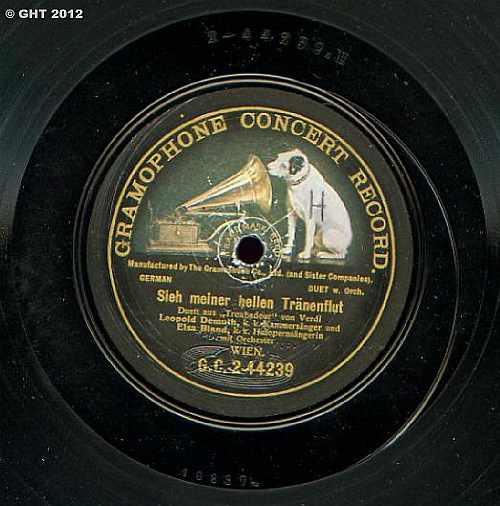 © GHT 2012
2-44239.II
GRAMOPHONE CONCERT RECORD.
H
Manufactured by The Gramophone Co., Ltd. (and Sister Companies).
GERMAN DUET w. Orch.
Sieh meiner hellen Tränenflut
Duett aus „Troubadour" von Verdi
Leopold Demuth, k. k. Kammersänger und
Elsa Bland, k. k. Hofopernsängerin
mit Orchester
WIEN.
G. C. 2-44239